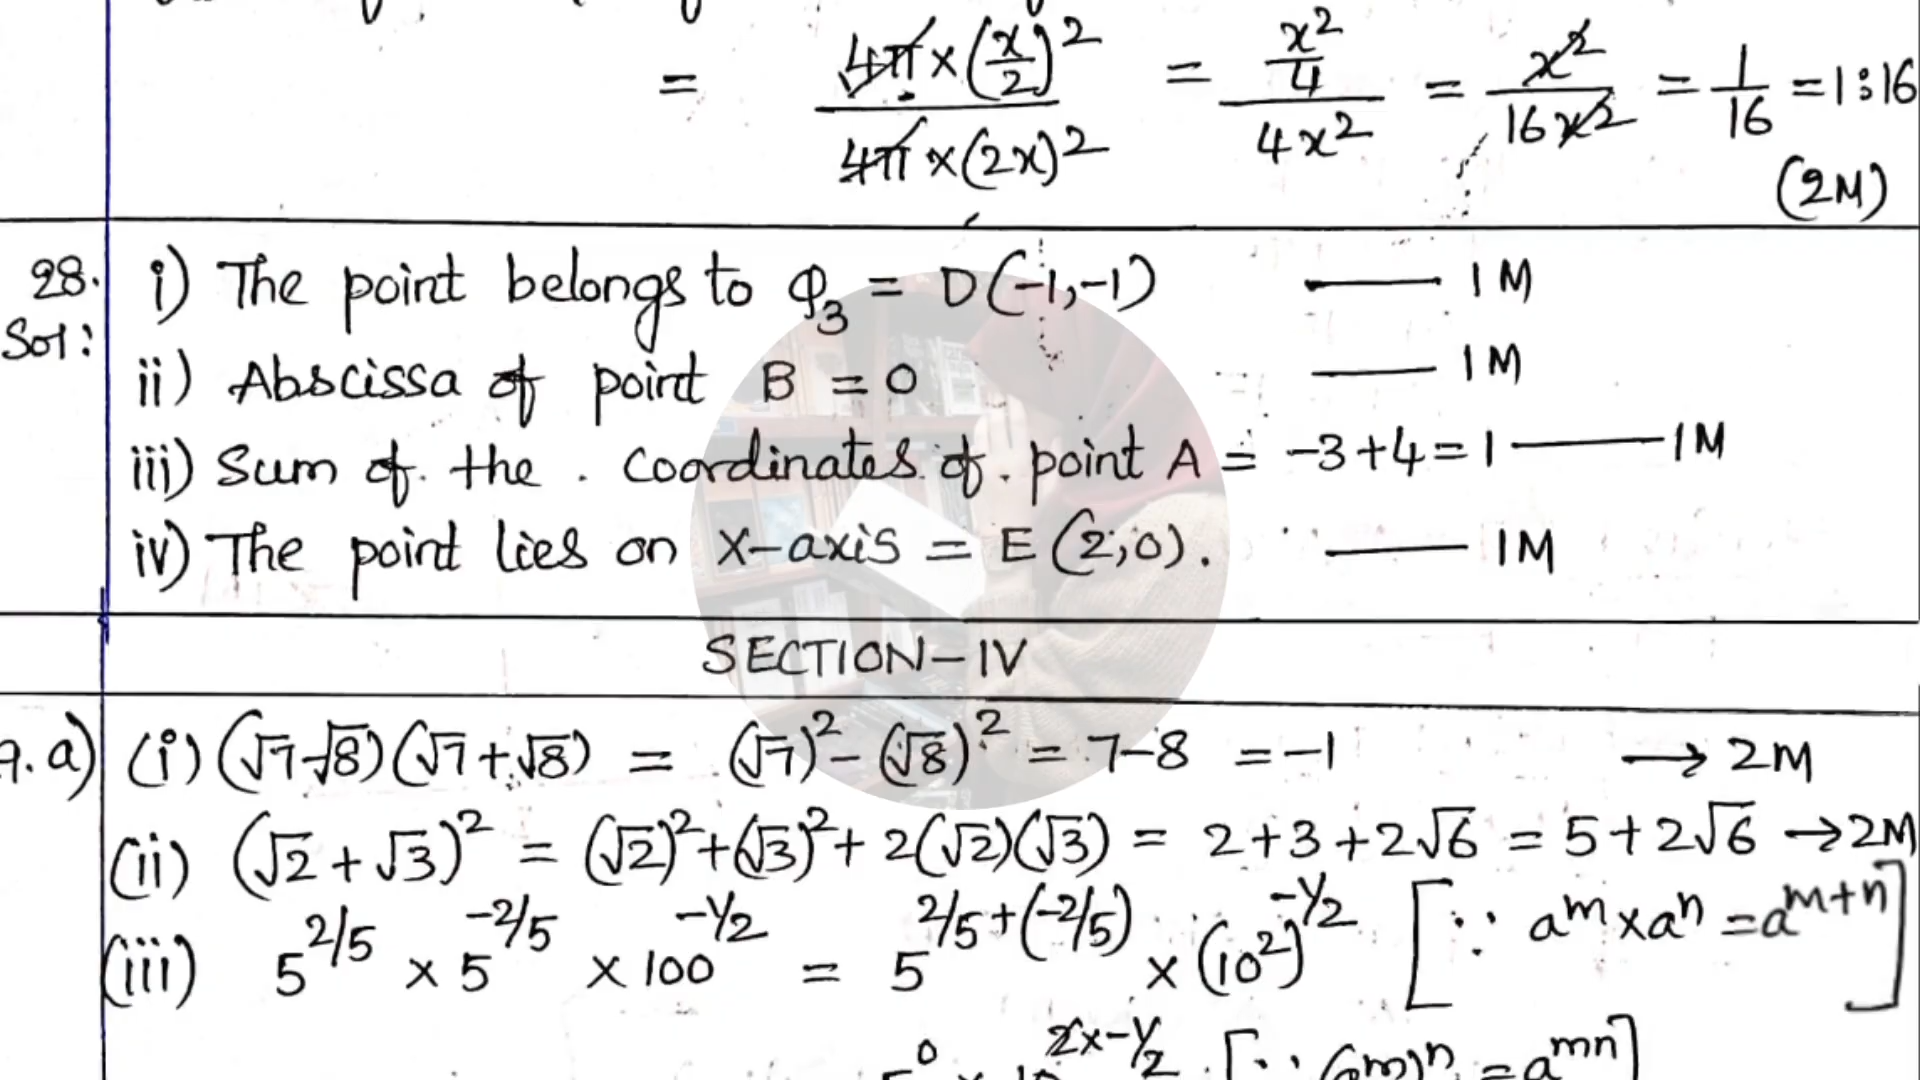 = 4π×(x/2)² / 4π×(2x)² = x²/4 / 4x² = x²/16x² = 1/16 = 1:16
(2M)
28. i) The point belongs to Q₃ = D(-1,-1) —— 1M
Sol:
ii) Abscissa of point B = 0 —— 1M
iii) Sum of the coordinates of point A = -3+4=1 —— 1M
iv) The point lies on X-axis = E(2,0). —— 1M
SECTION-IV
9. a) (i) (√7-√8)(√7+√8) = (√7)²-(√8)² = 7-8 = -1 → 2M
(ii) (√2+√3)² = (√2)²+(√3)²+2(√2)(√3) = 2+3+2√6 = 5+2√6 → 2M
(iii) 5^2/5 × 5^-2/5 × 100^-1/2 = 5^2/5+(-2/5) × (10²)^-1/2 [∵ a^m×a^n = a^m+n]
2×-1/2 [∵ (a^m)^n = a^mn]